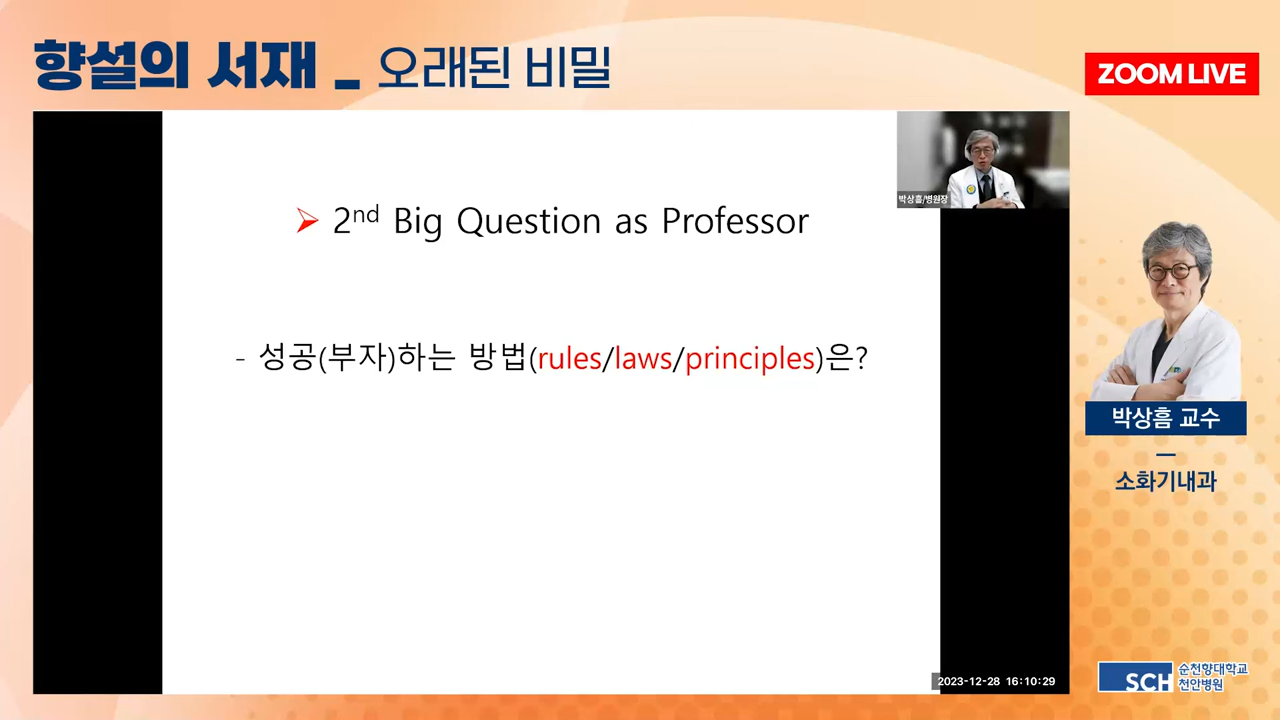 향설의 서재 _ 오래된 비밀
ZOOM LIVE
박상흠/병원장
➢ 2nd Big Question as Professor
- 성공(부자)하는 방법(rules/laws/principles)은?
박상흠 교수
소화기내과
2023-12-28 16:10:29
SCH 순천향대학교
천안병원